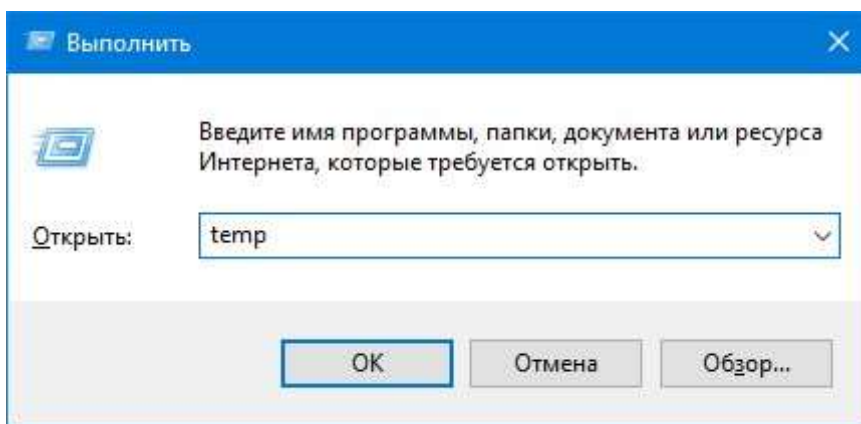 Выполнить
Введите имя программы, папки, документа или ресурса
Интернета, которые требуется открыть.
Открыть: temp
OK Отмена Обзор...